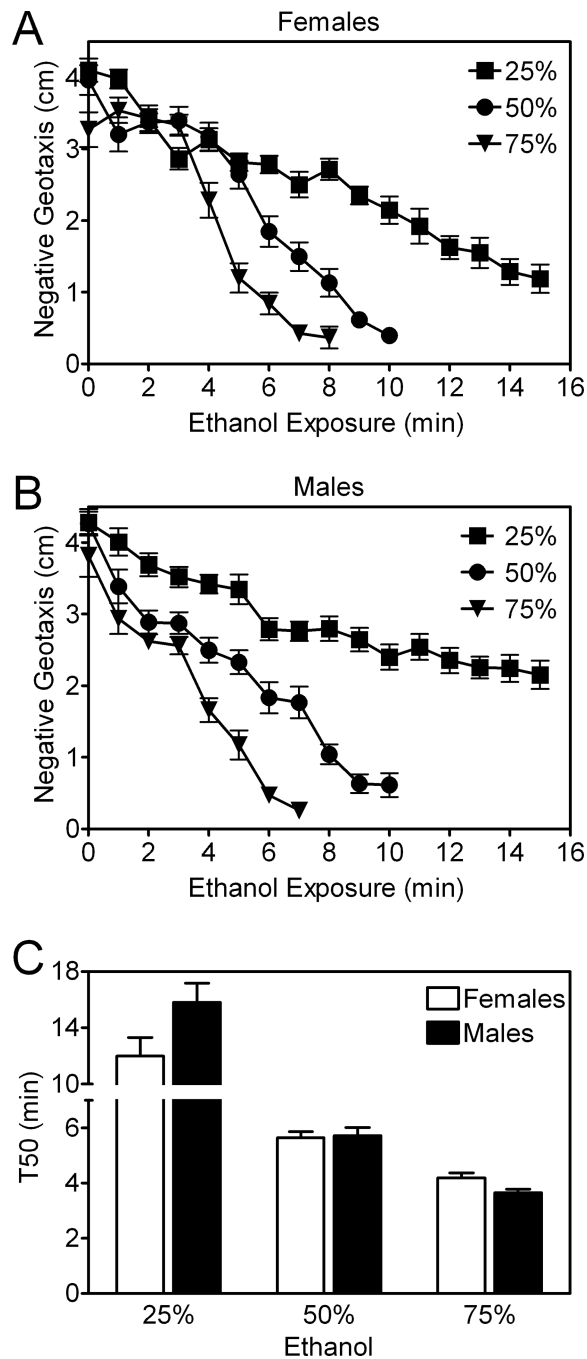 A
Females
4
3
2
1
0
Negative Geotaxis (cm)
25%
50%
75%
0 2 4 6 8 10 12 14 16
Ethanol Exposure (min)
B
Males
4
3
2
1
0
Negative Geotaxis (cm)
25%
50%
75%
0 2 4 6 8 10 12 14 16
Ethanol Exposure (min)
C
18
14
10
6
4
2
0
T50 (min)
Females
Males
25% 50% 75%
Ethanol